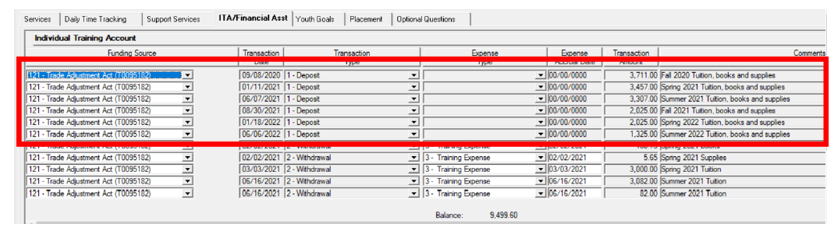 Services Daily Time Tracking Support Services ITA/Financial Asst Youth Goals Placement Optional Questions
Individual Training Account
Funding Source Transaction Date Transaction Type Expense Type Expense Accrual Date Transaction Amount Comments
121 - Trade Adjustment Act (T0095182) 09/08/2020 1 - Deposit 00/00/0000 3,711.00 Fall 2020 Tuition, books and supplies
121 - Trade Adjustment Act (T0095182) 01/11/2021 1 - Deposit 00/00/0000 3,457.00 Spring 2021 Tuition, books and supplies
121 - Trade Adjustment Act (T0095182) 06/07/2021 1 - Deposit 00/00/0000 3,307.00 Summer 2021 Tuition, books and supplies
121 - Trade Adjustment Act (T0095182) 08/30/2021 1 - Deposit 00/00/0000 2,025.00 Fall 2021 Tuition, books and supplies
121 - Trade Adjustment Act (T0095182) 01/18/2022 1 - Deposit 00/00/0000 2,025.00 Spring 2022 Tuition, books and supplies
121 - Trade Adjustment Act (T0095182) 06/06/2022 1 - Deposit 00/00/0000 1,325.00 Summer 2022 Tuition, books and supplies
121 - Trade Adjustment Act (T0095182) 2 - Withdrawal 3 - Training Expense Spring 2021 Books
121 - Trade Adjustment Act (T0095182) 02/02/2021 2 - Withdrawal 3 - Training Expense 02/02/2021 5.65 Spring 2021 Supplies
121 - Trade Adjustment Act (T0095182) 03/03/2021 2 - Withdrawal 3 - Training Expense 03/03/2021 3,000.00 Spring 2021 Tuition
121 - Trade Adjustment Act (T0095182) 06/16/2021 2 - Withdrawal 3 - Training Expense 06/16/2021 3,082.00 Summer 2021 Tuition
121 - Trade Adjustment Act (T0095182) 06/16/2021 2 - Withdrawal 3 - Training Expense 06/16/2021 82.00 Summer 2021 Tuition
Balance: 9,499.60